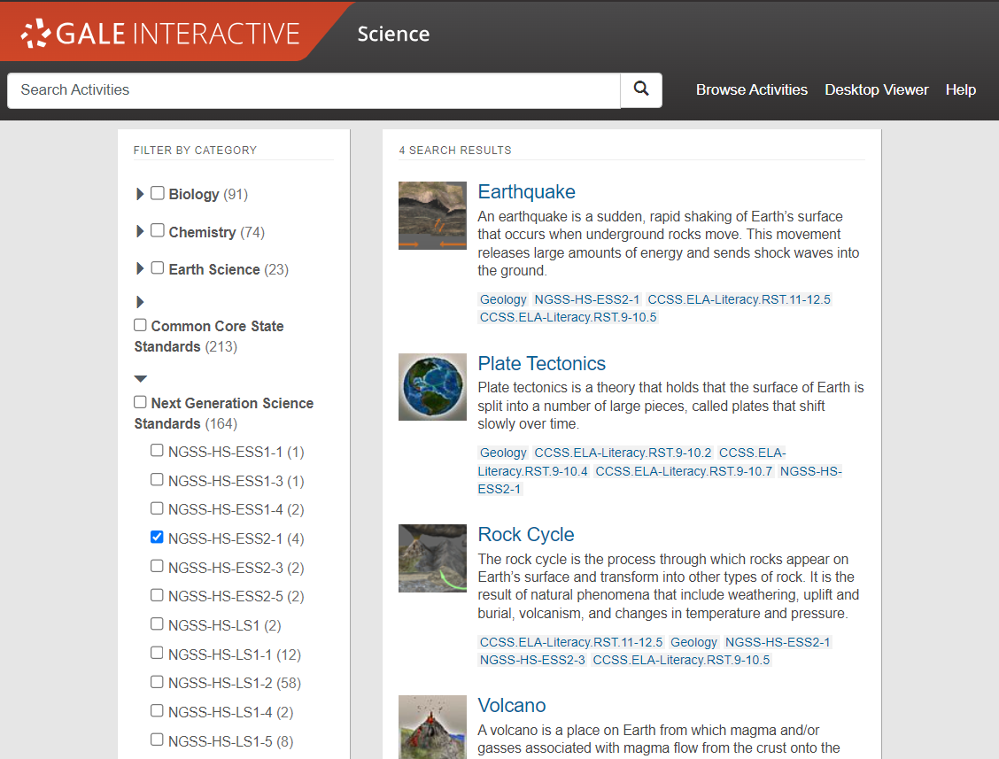 GALE INTERACTIVE
Science
Search Activities
Browse Activities
Desktop Viewer
Help
FILTER BY CATEGORY
Biology (91)
Chemistry (74)
Earth Science (23)
Common Core State
Standards (213)
Next Generation Science
Standards (164)
NGSS-HS-ESS1-1 (1)
NGSS-HS-ESS1-3 (1)
NGSS-HS-ESS1-4 (2)
NGSS-HS-ESS2-1 (4)
NGSS-HS-ESS2-3 (2)
NGSS-HS-ESS2-5 (2)
NGSS-HS-LS1 (2)
NGSS-HS-LS1-1 (12)
NGSS-HS-LS1-2 (58)
NGSS-HS-LS1-4 (2)
NGSS-HS-LS1-5 (8)
4 SEARCH RESULTS
Earthquake
An earthquake is a sudden, rapid shaking of Earth’s surface
that occurs when underground rocks move. This movement
releases large amounts of energy and sends shock waves into
the ground.
Geology NGSS-HS-ESS2-1 CCSS.ELA-Literacy.RST.11-12.5
CCSS.ELA-Literacy.RST.9-10.5
Plate Tectonics
Plate tectonics is a theory that holds that the surface of Earth is
split into a number of large pieces, called plates that shift
slowly over time.
Geology CCSS.ELA-Literacy.RST.9-10.2 CCSS.ELA-
Literacy.RST.9-10.4 CCSS.ELA-Literacy.RST.9-10.7 NGSS-HS-
ESS2-1
Rock Cycle
The rock cycle is the process through which rocks appear on
Earth’s surface and transform into other types of rock. It is the
result of natural phenomena that include weathering, uplift and
burial, volcanism, and changes in temperature and pressure.
CCSS.ELA-Literacy.RST.11-12.5 Geology NGSS-HS-ESS2-1
NGSS-HS-ESS2-3 CCSS.ELA-Literacy.RST.9-10.5
Volcano
A volcano is a place on Earth from which magma and/or
gasses associated with magma flow from the crust onto the